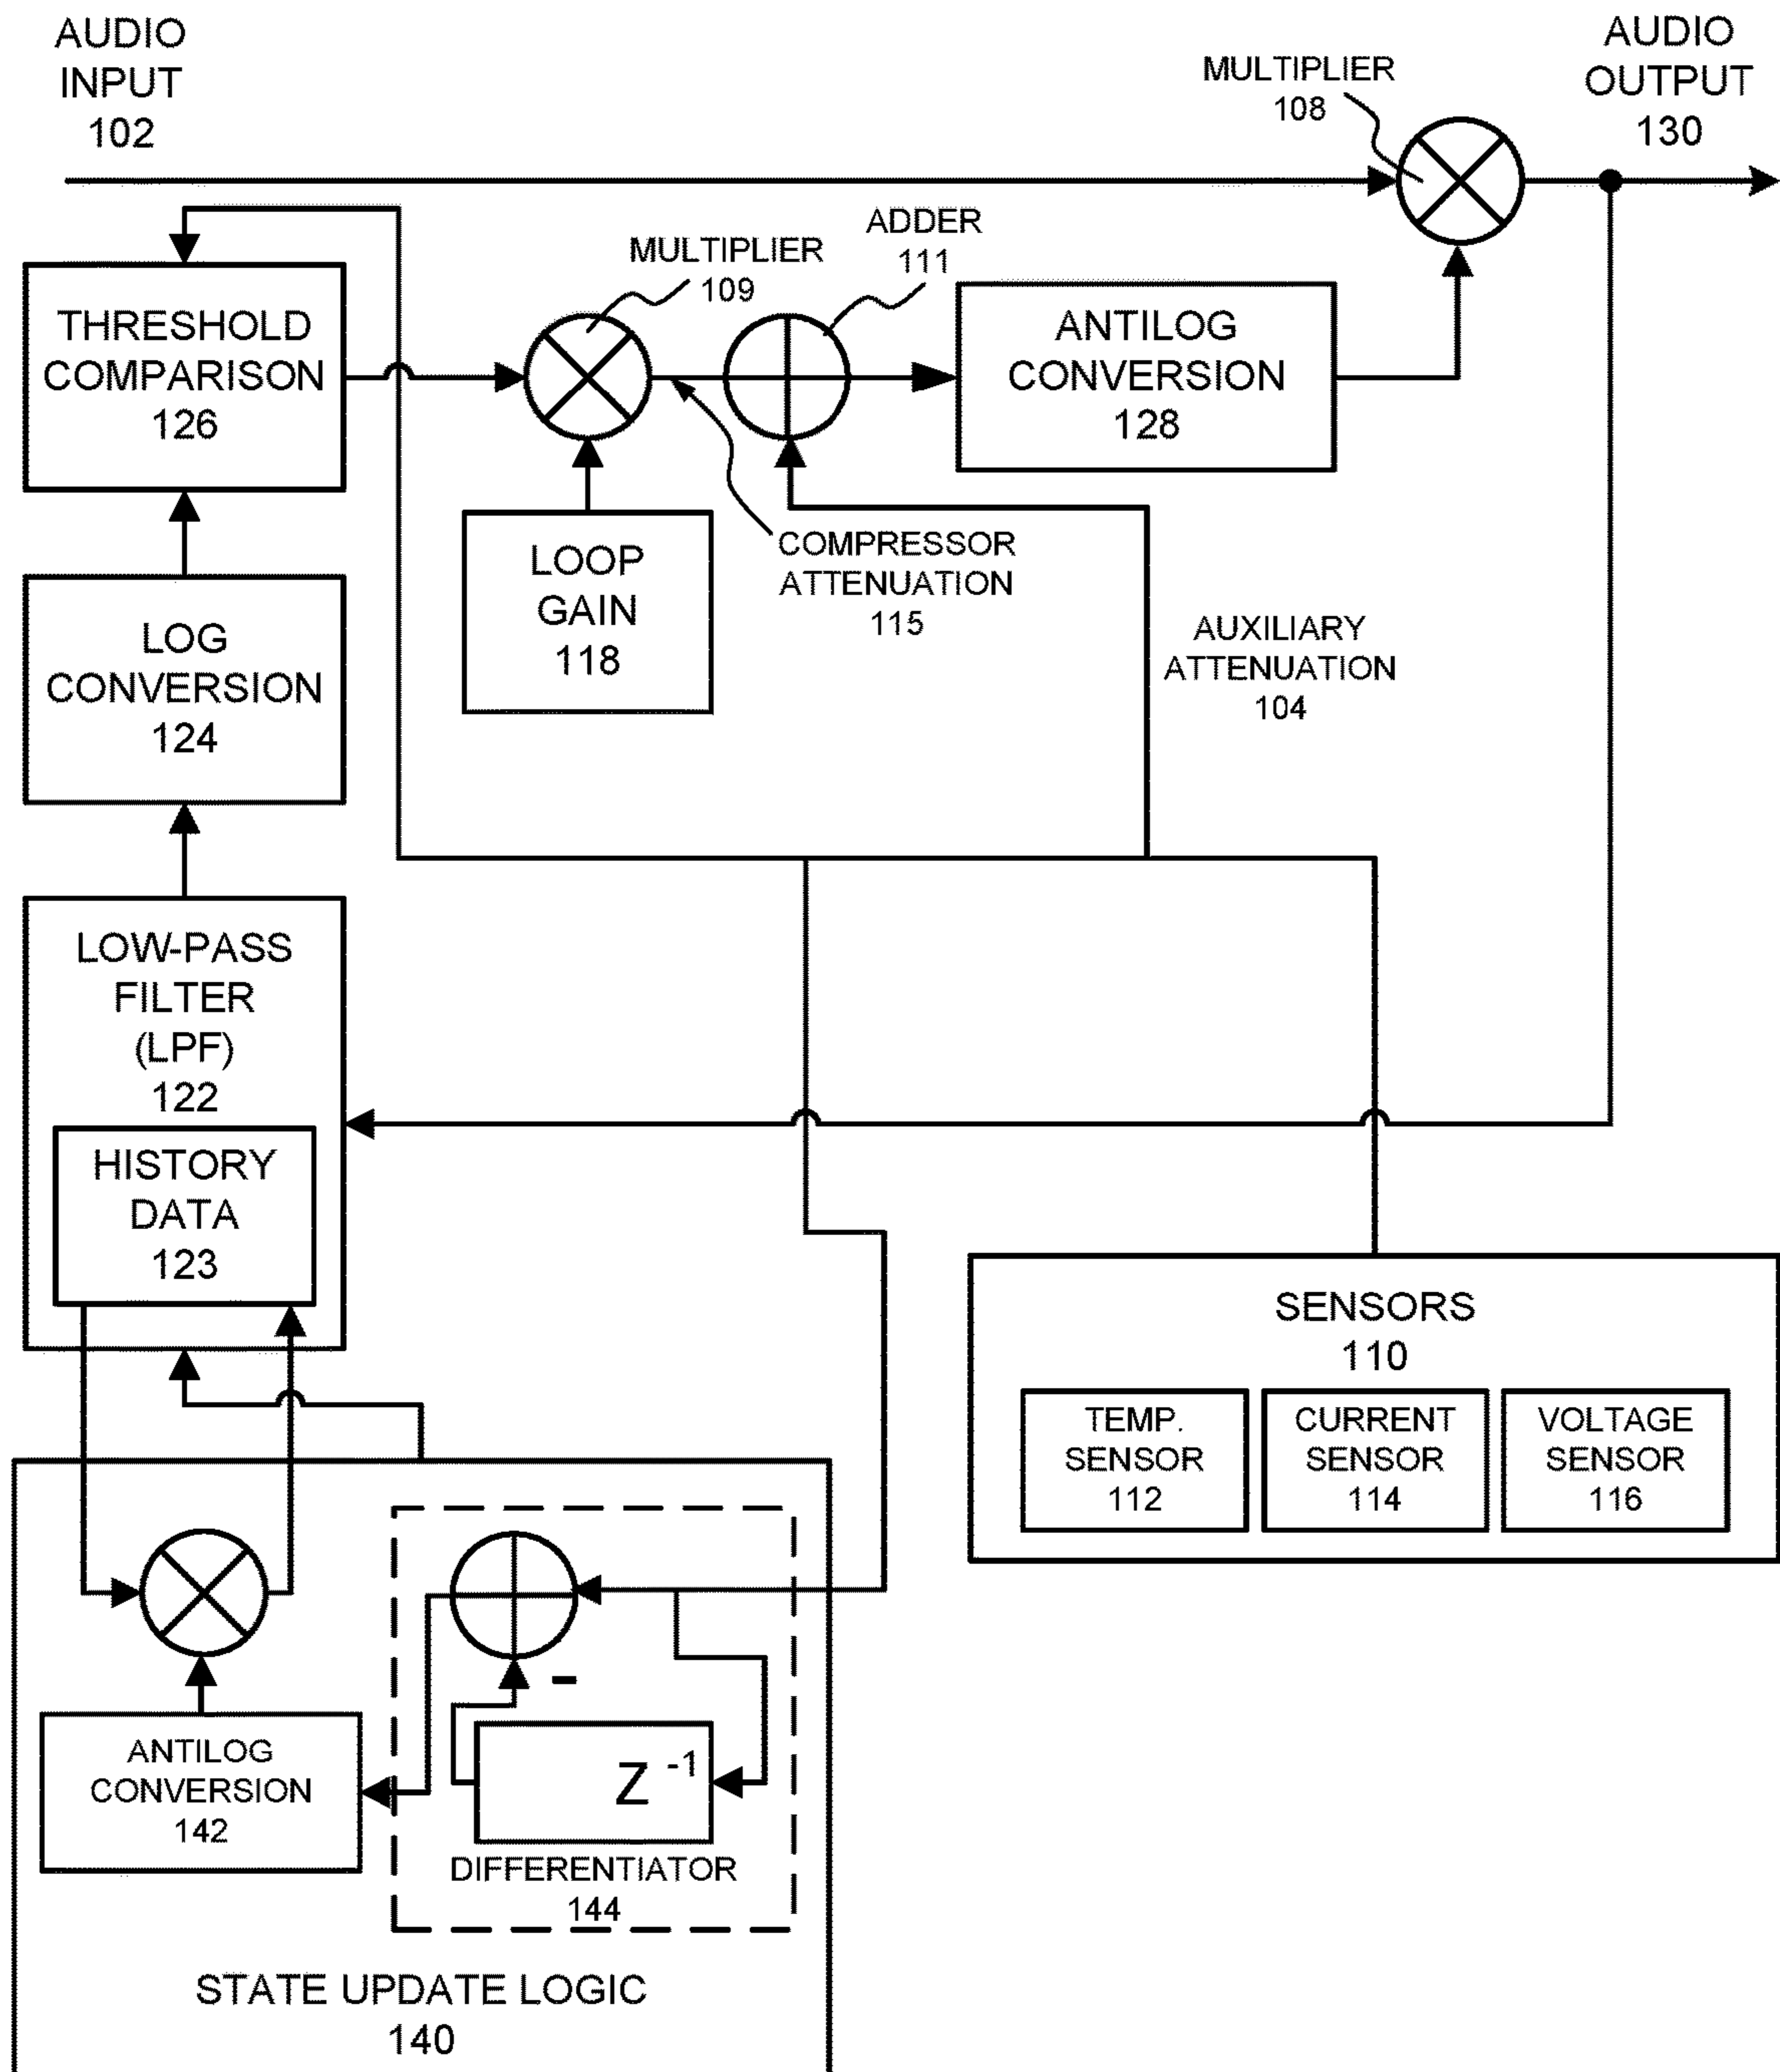 AUDIO
INPUT
102
MULTIPLIER
108
AUDIO
OUTPUT
130
THRESHOLD
COMPARISON
126
MULTIPLIER
109
ADDER
111
ANTILOG
CONVERSION
128
LOOP
GAIN
118
COMPRESSOR
ATTENUATION
115
AUXILIARY
ATTENUATION
104
LOG
CONVERSION
124
LOW-PASS
FILTER
(LPF)
122
HISTORY
DATA
123
SENSORS
110
TEMP.
SENSOR
112
CURRENT
SENSOR
114
VOLTAGE
SENSOR
116
-
Z -1
ANTILOG
CONVERSION
142
DIFFERENTIATOR
144
STATE UPDATE LOGIC
140